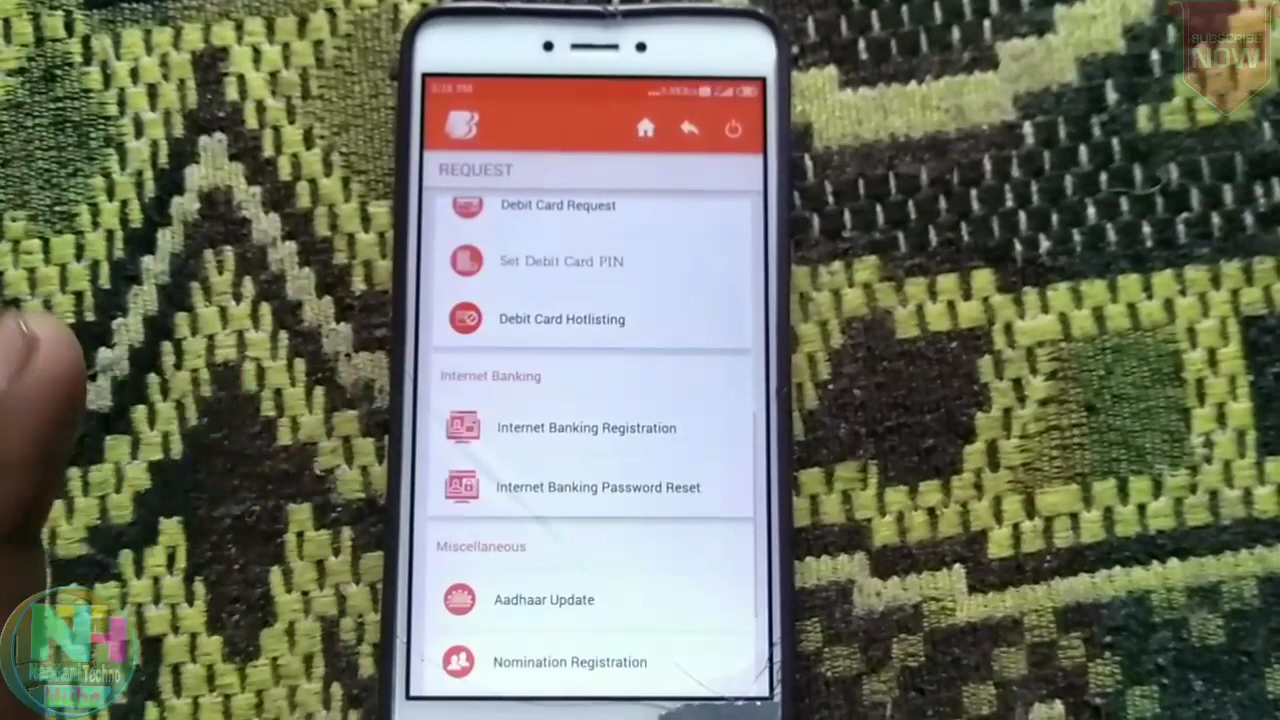 SUBSCRIBE
NOW
REQUEST
Debit Card Request
Set Debit Card PIN
Debit Card Hotlisting
Internet Banking
Internet Banking Registration
Internet Banking Password Reset
Miscellaneous
Aadhaar Update
Nomination Registration
NTH